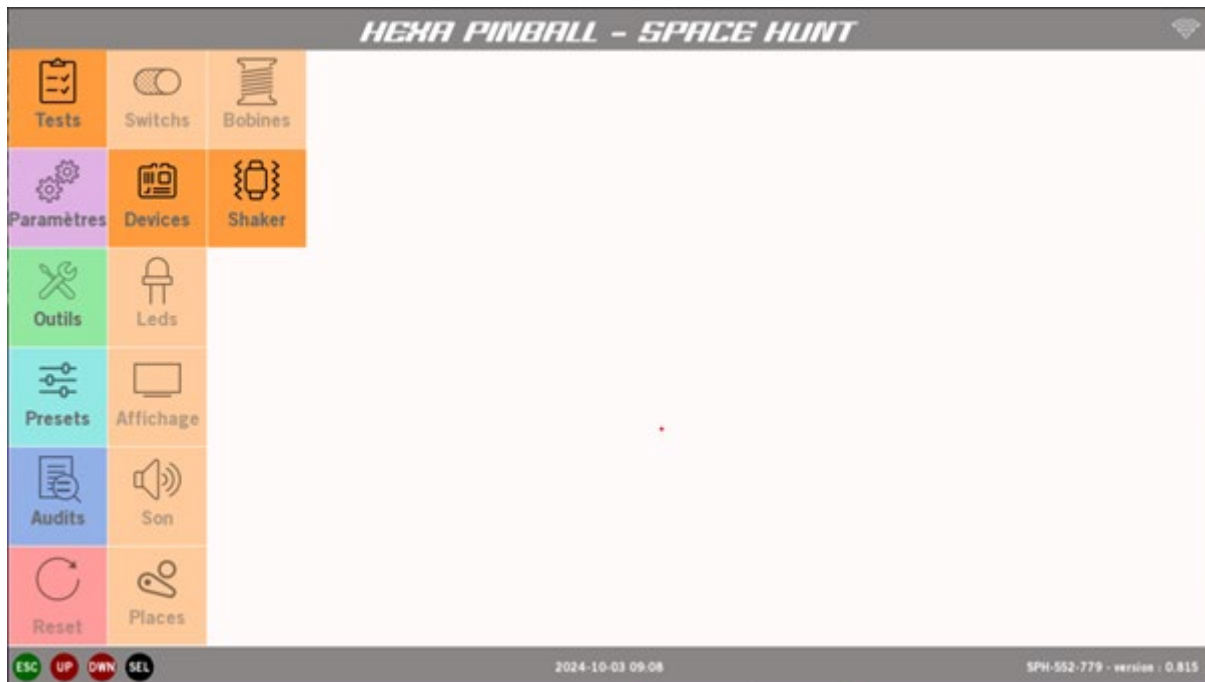 HEXA PINBALL - SPACE HUNT
Tests
Switchs
Bobines
Paramètres
Devices
Shaker
Outils
Leds
Presets
Affichage
Audits
Son
Reset
Places
ESC UP DWN SEL
2024-10-03 09:08
SPH-552-779 - version : 0.815